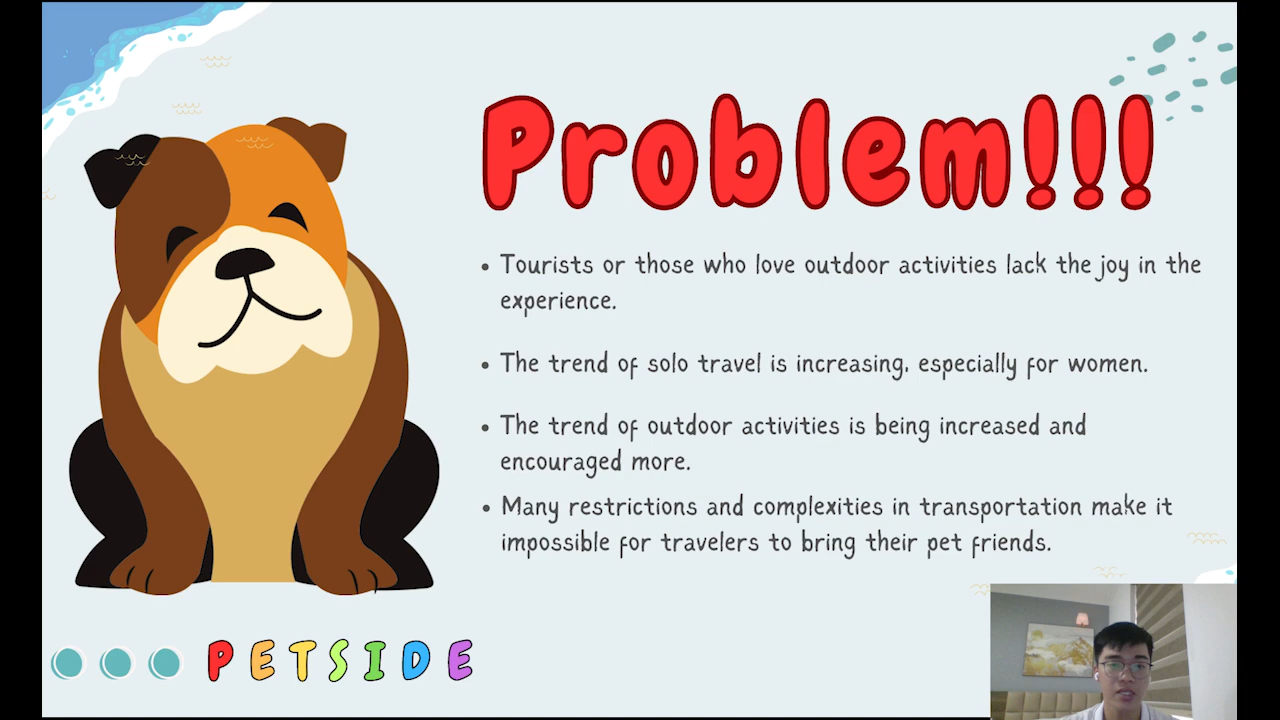 Problem!!!
• Tourists or those who love outdoor activities lack the joy in the
experience.
• The trend of solo travel is increasing, especially for women.
• The trend of outdoor activities is being increased and
encouraged more.
• Many restrictions and complexities in transportation make it
impossible for travelers to bring their pet friends.
PETSIDE